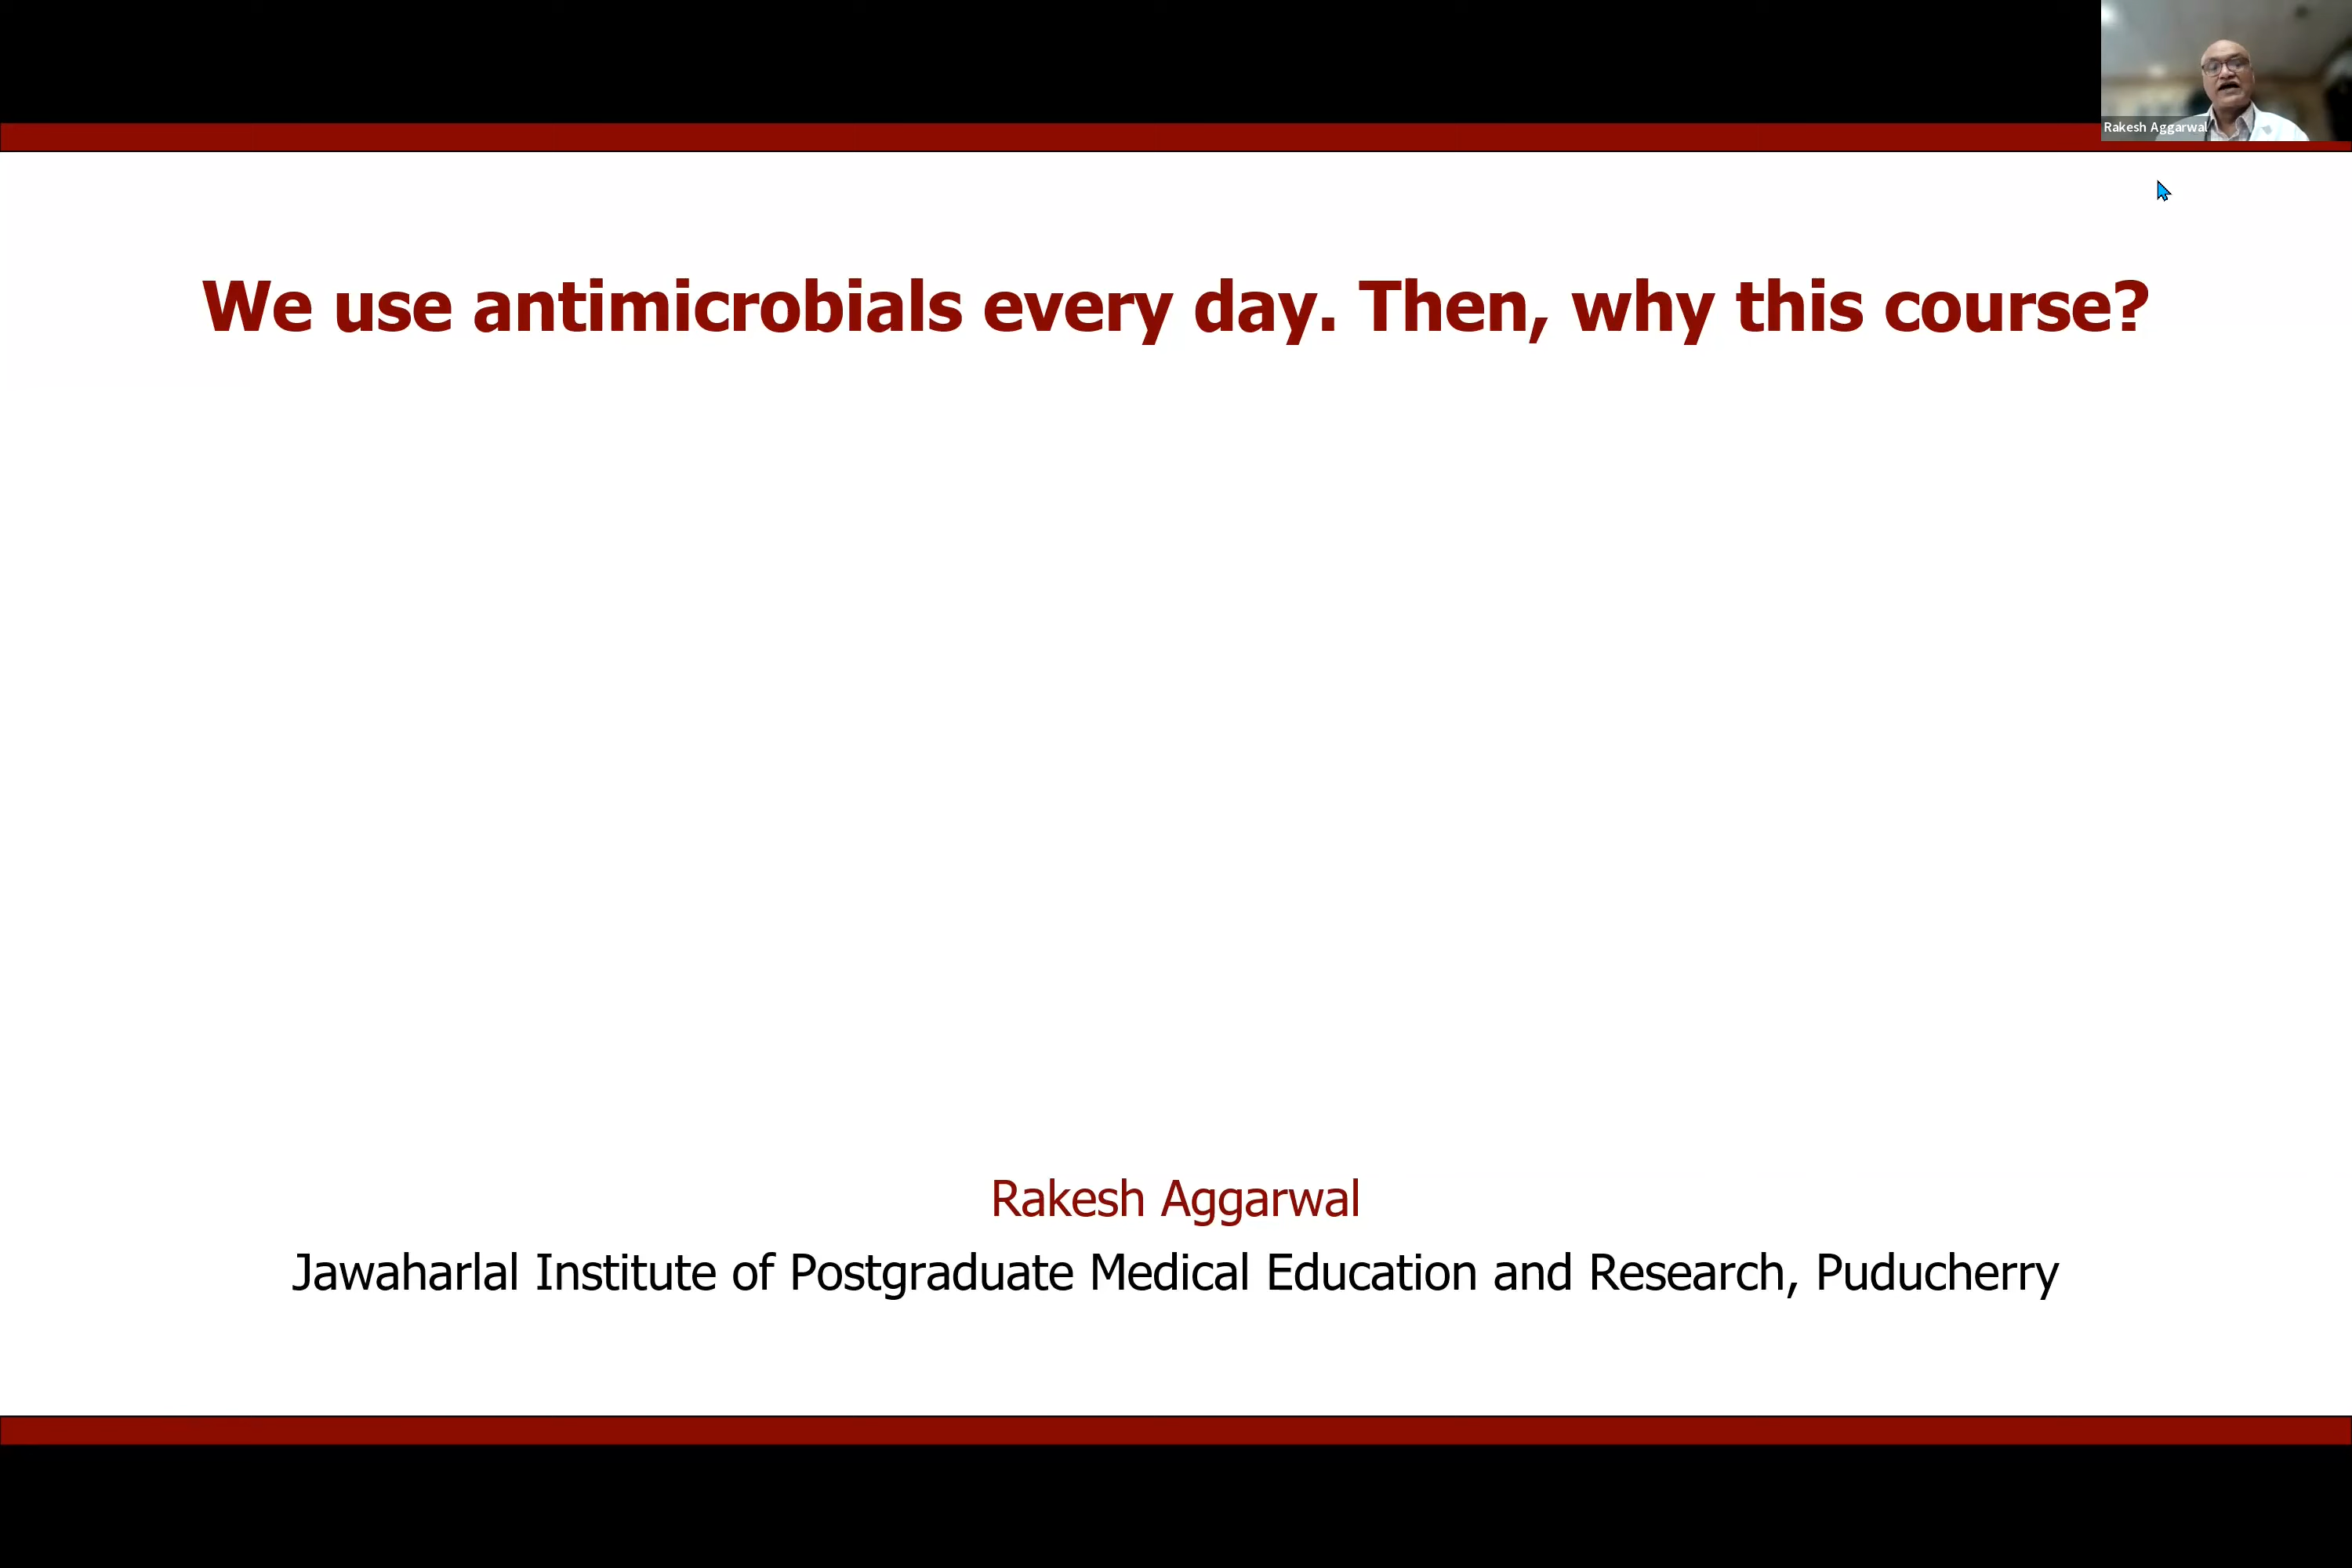 Rakesh Aggarwal
We use antimicrobials every day. Then, why this course?
Rakesh Aggarwal
Jawaharlal Institute of Postgraduate Medical Education and Research, Puducherry